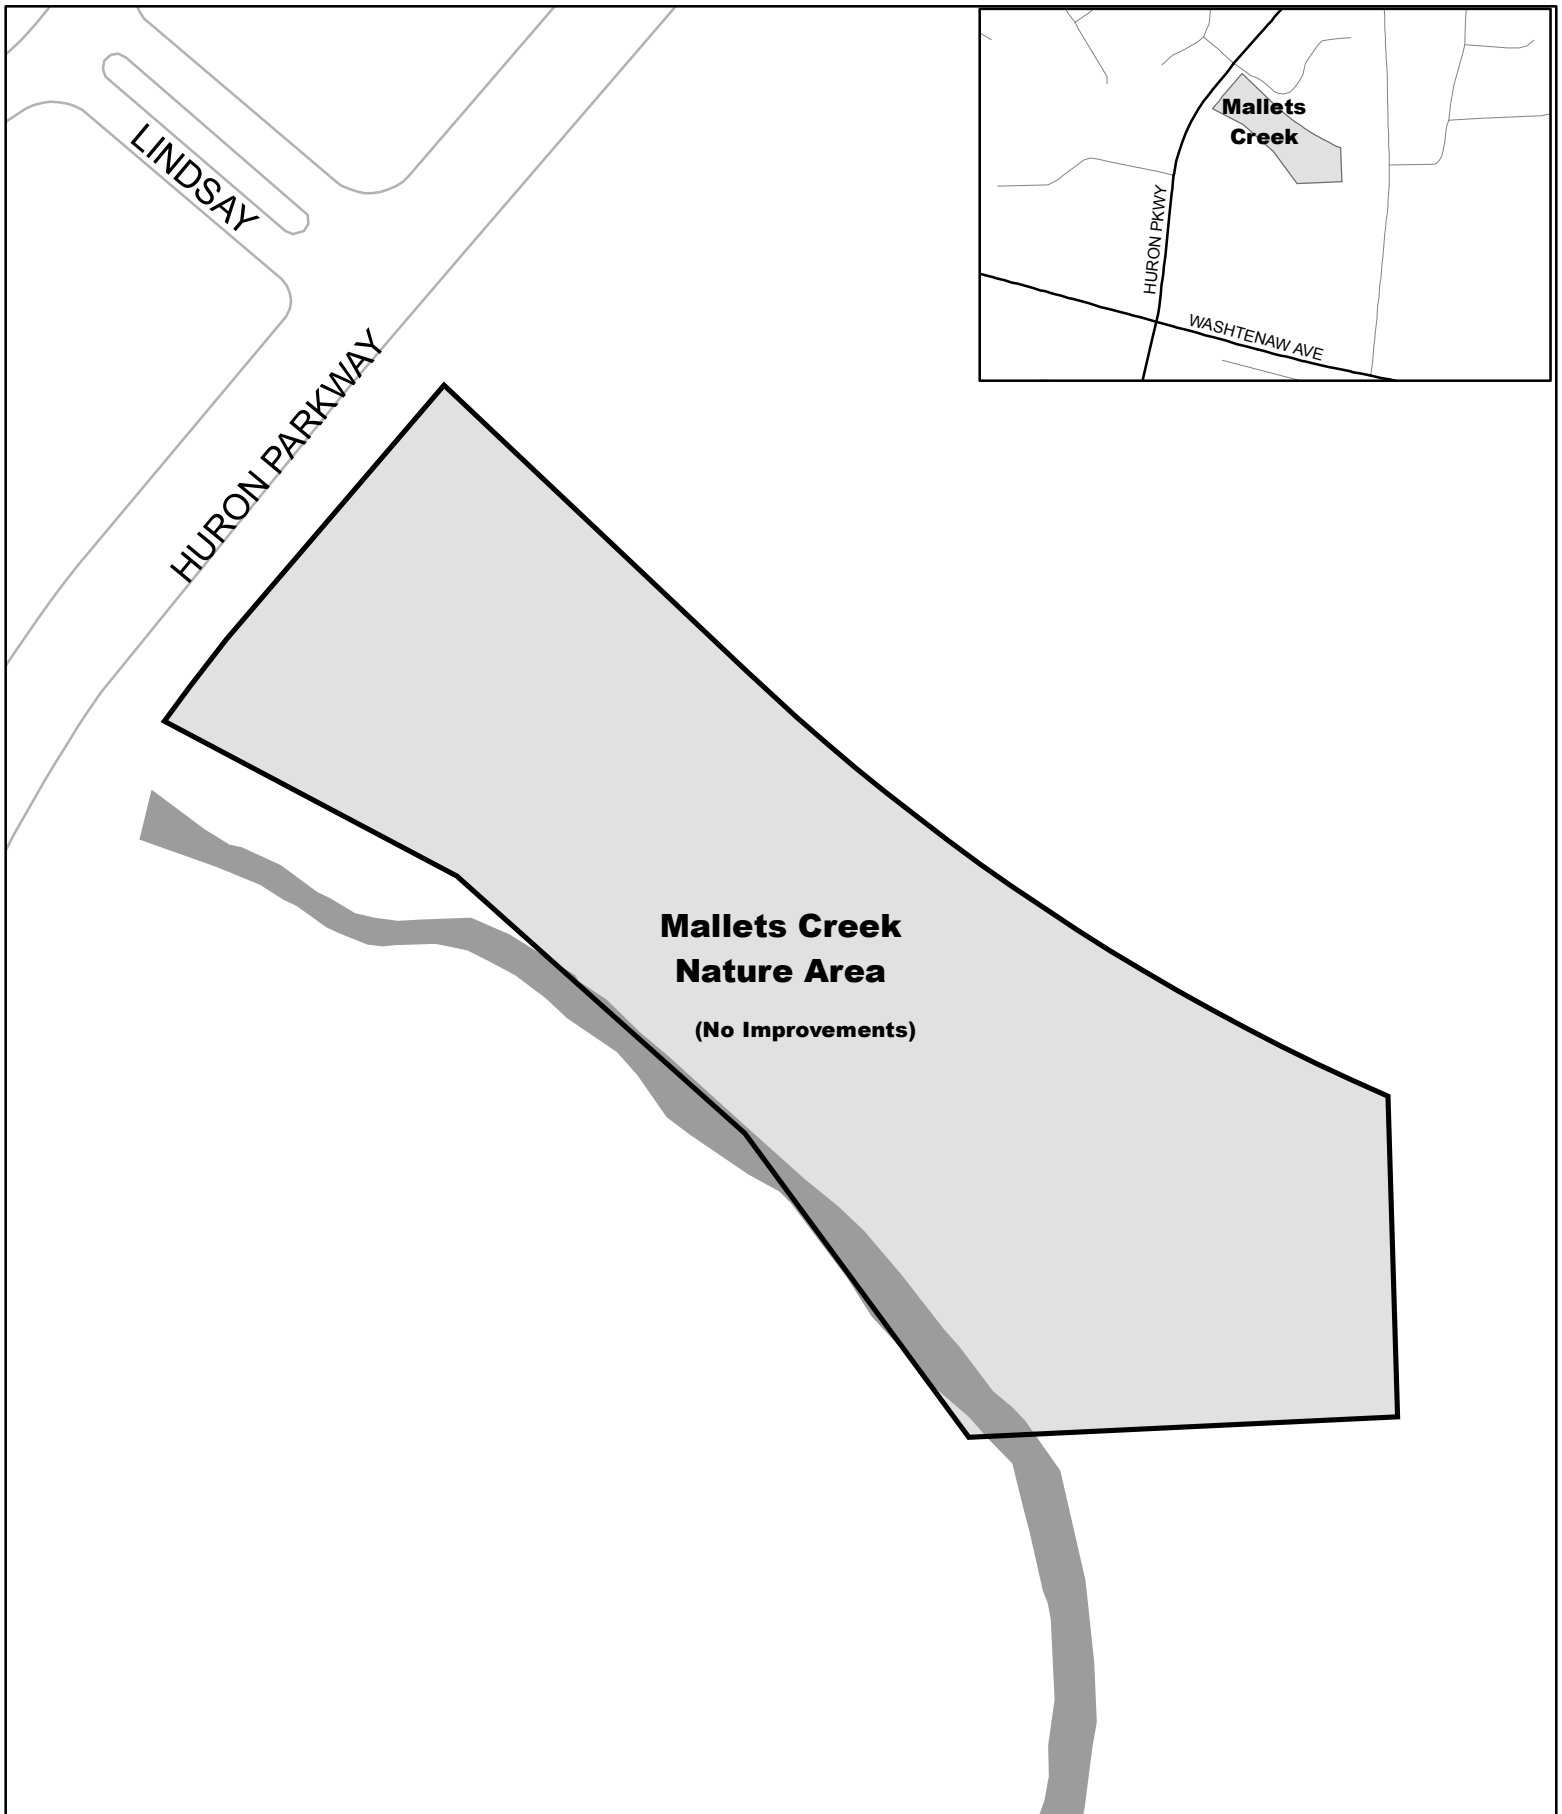 LINDSAY
HURON PARKWAY
Mallets
Creek
HURON PKWY
WASHTENAW AVE
Mallets Creek
Nature Area
(No Improvements)